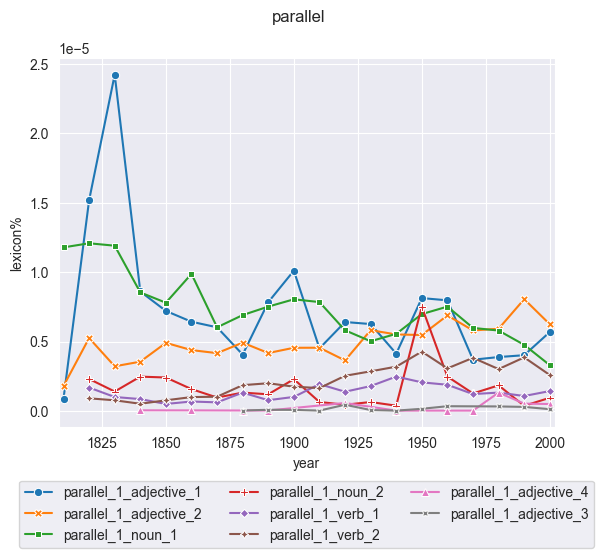 parallel
1e−5
2.5
2.0
1.5
1.0
0.5
0.0
lexicon%
1825 1850 1875 1900 1925 1950 1975 2000
year
parallel_1_adjective_1 parallel_1_noun_2 parallel_1_adjective_4
parallel_1_adjective_2 parallel_1_verb_1 parallel_1_adjective_3
parallel_1_noun_1 parallel_1_verb_2